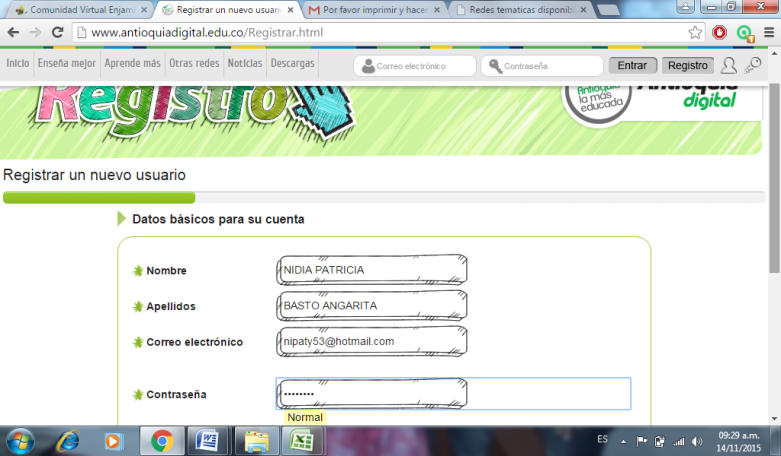 Comunidad Virtual Enjam
Registrar un nuevo usuari
Por favor imprimir y hacer
Redes tematicas disponib
www.antioquiadigital.edu.co/Registrar.html
Inicio
Enseña mejor
Aprende más
Otras redes
Noticias
Descargas
Correo electrónico
Contraseña
Entrar
Registro
Registro
Antioquia
la más
educada
Antioquia
digital
Registrar un nuevo usuario
Datos básicos para su cuenta
Nombre
NIDIA PATRICIA
Apellidos
BASTO ANGARITA
Correo electrónico
nipaty53@hotmail.com
Contraseña
••••••••
Normal
ES
09:29 a.m.
14/11/2015